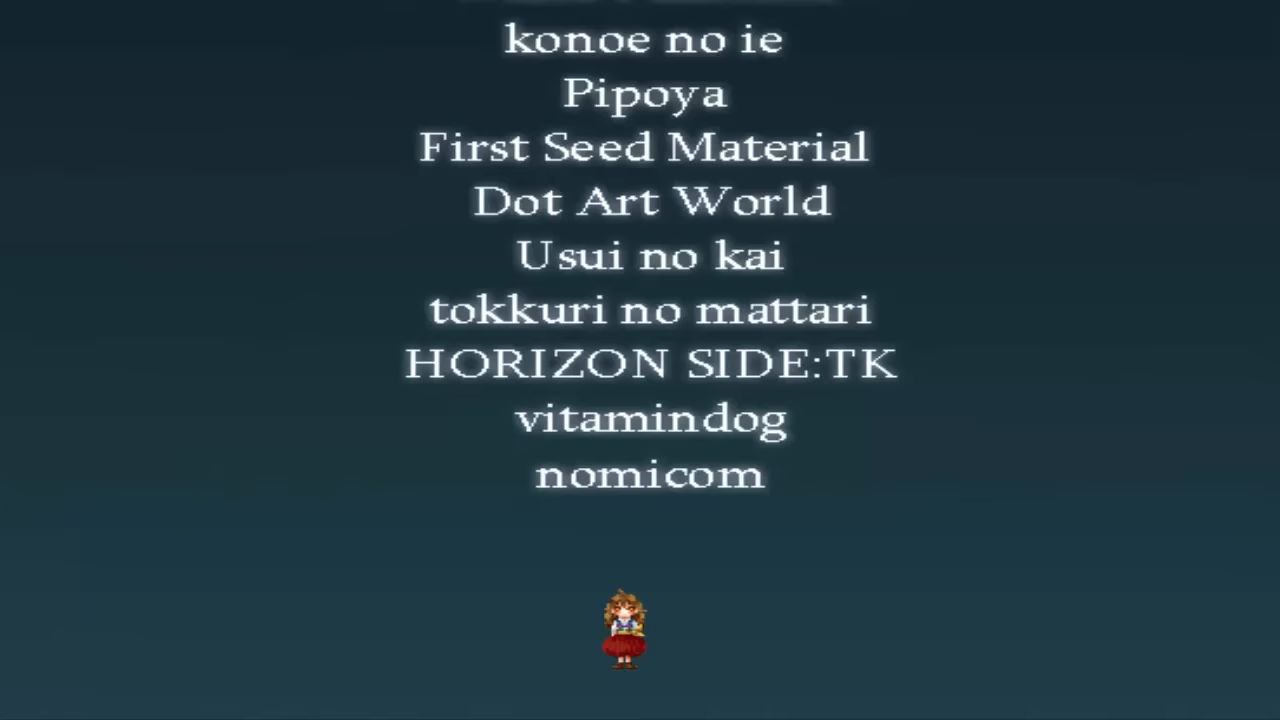 konoe no ie
Pipoya
First Seed Material
Dot Art World
Usui no kai
tokkuri no mattari
HORIZON SIDE:TK
vitamindog
nomicom